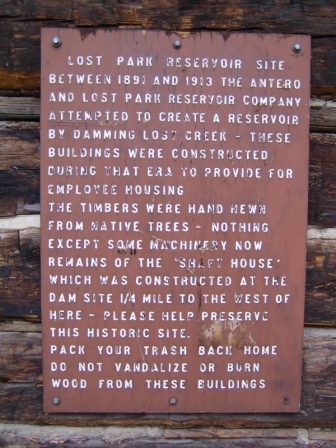 LOST PARK RESERVOIR SITE
BETWEEN 1891 AND 1913 THE ANTERO
AND LOST PARK RESERVOIR COMPANY
ATTEMPTED TO CREATE A RESERVOIR
BY DAMMING LOST CREEK - THESE
BUILDINGS WERE CONSTRUCTED
DURING THAT ERA TO PROVIDE FOR
EMPLOYEE HOUSING
THE TIMBERS WERE HAND HEWN
FROM NATIVE TREES - NOTHING
EXCEPT SOME MACHINERY NOW
REMAINS OF THE "SHAFT HOUSE"
WHICH WAS CONSTRUCTED AT THE
DAM SITE 1/4 MILE TO THE WEST OF
HERE - PLEASE HELP PRESERVE
THIS HISTORIC SITE.
PACK YOUR TRASH BACK HOME
DO NOT VANDALIZE OR BURN
WOOD FROM THESE BUILDINGS